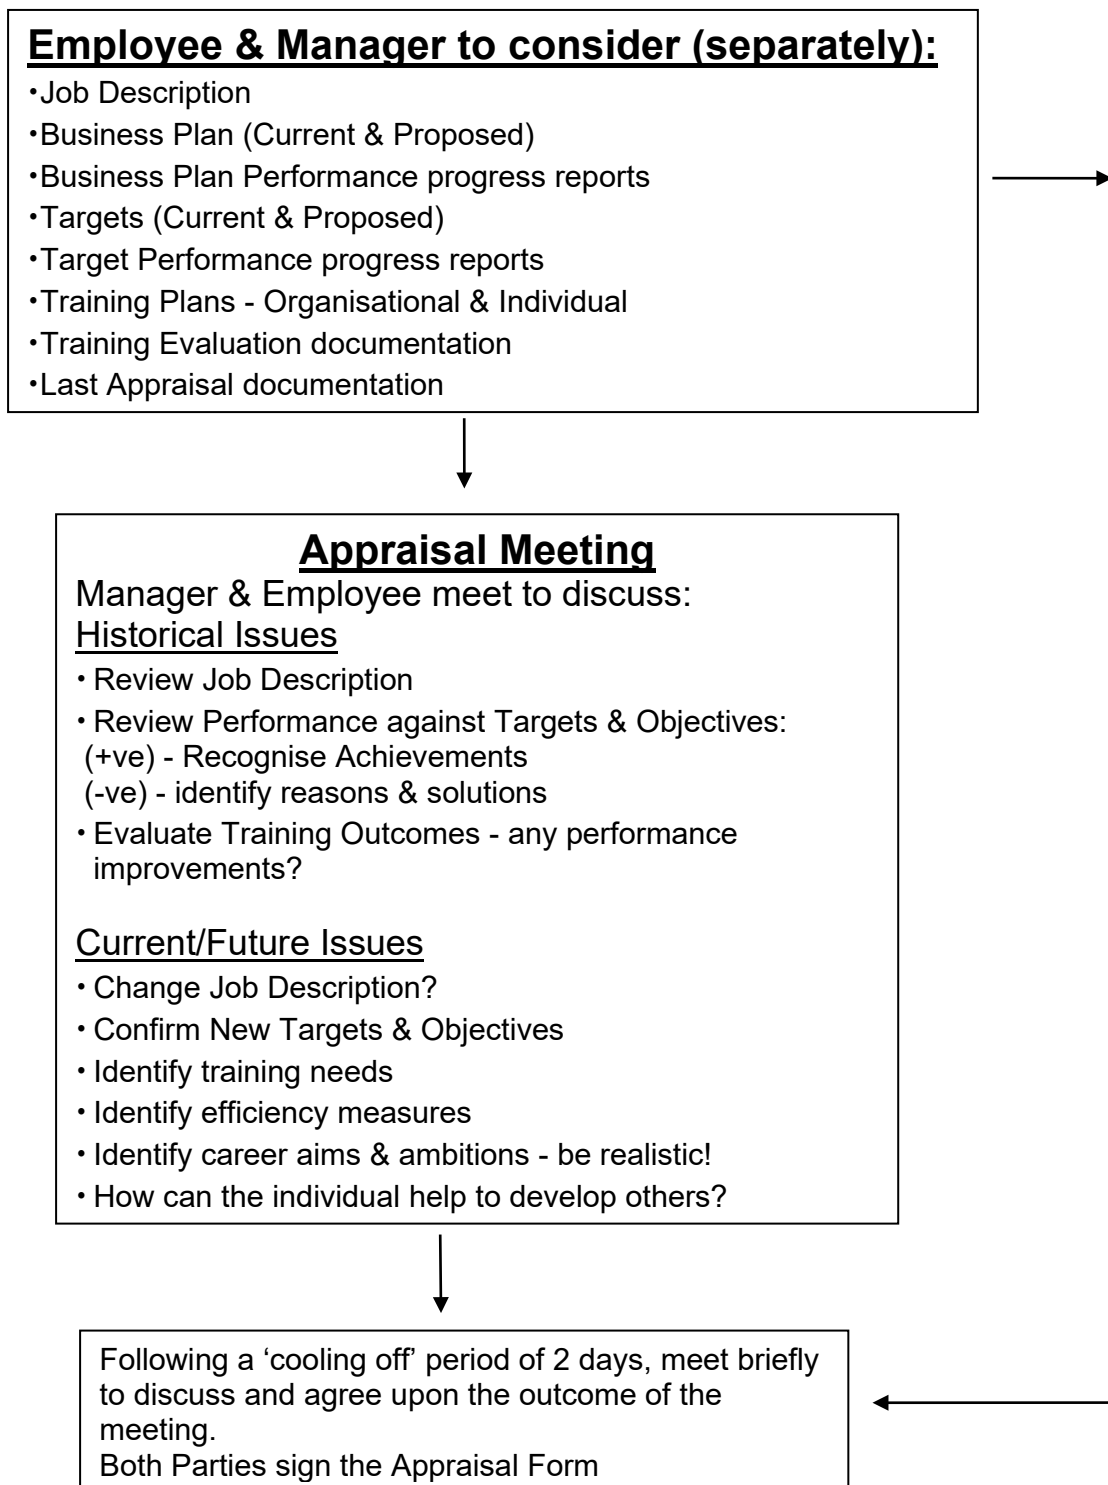 Employee & Manager to consider (separately):
·Job Description
·Business Plan (Current & Proposed)
·Business Plan Performance progress reports
·Targets (Current & Proposed)
·Target Performance progress reports
·Training Plans - Organisational & Individual
·Training Evaluation documentation
·Last Appraisal documentation
Appraisal Meeting
Manager & Employee meet to discuss:
Historical Issues
· Review Job Description
· Review Performance against Targets & Objectives:
(+ve) - Recognise Achievements
(-ve) - identify reasons & solutions
· Evaluate Training Outcomes - any performance
improvements?
Current/Future Issues
· Change Job Description?
· Confirm New Targets & Objectives
· Identify training needs
· Identify efficiency measures
· Identify career aims & ambitions - be realistic!
· How can the individual help to develop others?
Following a ‘cooling off’ period of 2 days, meet briefly
to discuss and agree upon the outcome of the
meeting.
Both Parties sign the Appraisal Form